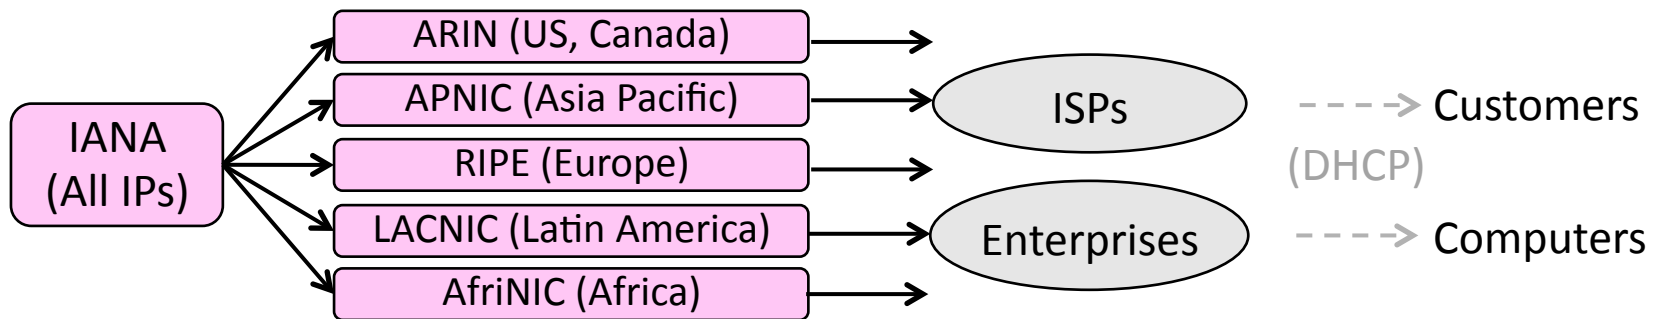 IANA
(All IPs)
ARIN (US, Canada)
APNIC (Asia Pacific)
RIPE (Europe)
LACNIC (Latin America)
AfriNIC (Africa)
ISPs
Enterprises
Customers
(DHCP)
Computers